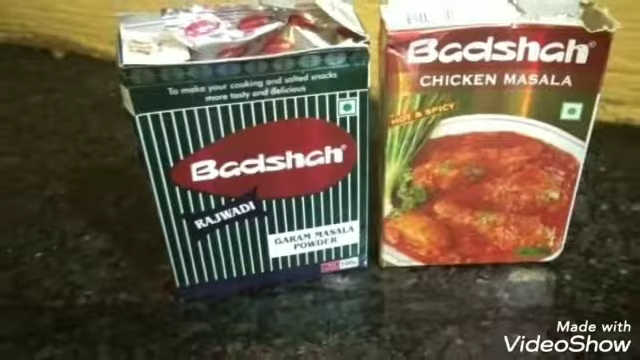 To make your cooking and salted snacks
more tasty and delicious
Badshah®
RAJWADI
GARAM MASALA
POWDER
100g
Badshah®
CHICKEN MASALA
HOT & SPICY
Made with
VideoShow